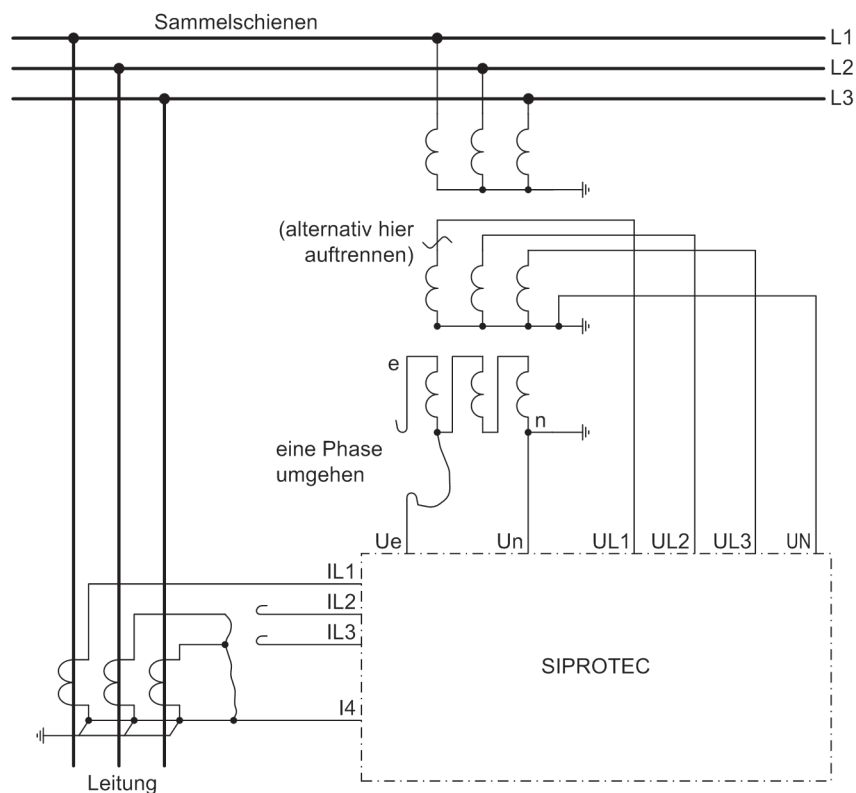 Sammelschienen
L1
L2
L3
(alternativ hier
auftrennen)
e
n
eine Phase
umgehen
Ue
Un
UL1
UL2
UL3
UN
IL1
IL2
IL3
SIPROTEC
I4
Leitung